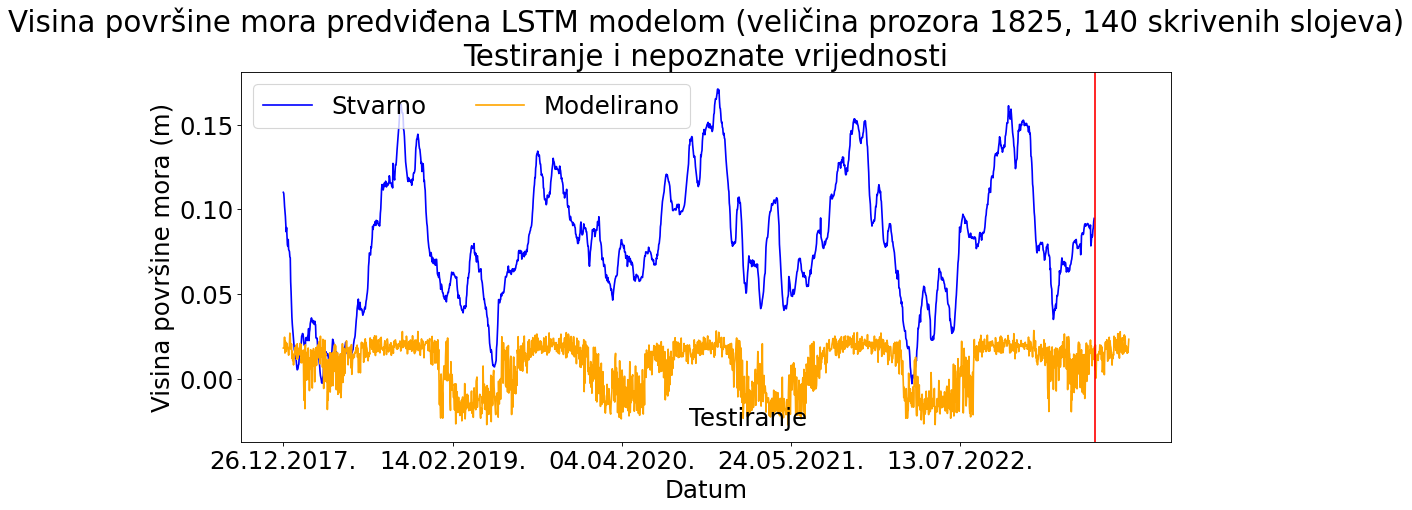 Visina površine mora predviđena LSTM modelom (veličina prozora 1825, 140 skrivenih slojeva)
Testiranje i nepoznate vrijednosti
Stvarno Modelirano
Visina površine mora (m)
0.15
0.10
0.05
0.00
Testiranje
26.12.2017. 14.02.2019. 04.04.2020. 24.05.2021. 13.07.2022.
Datum